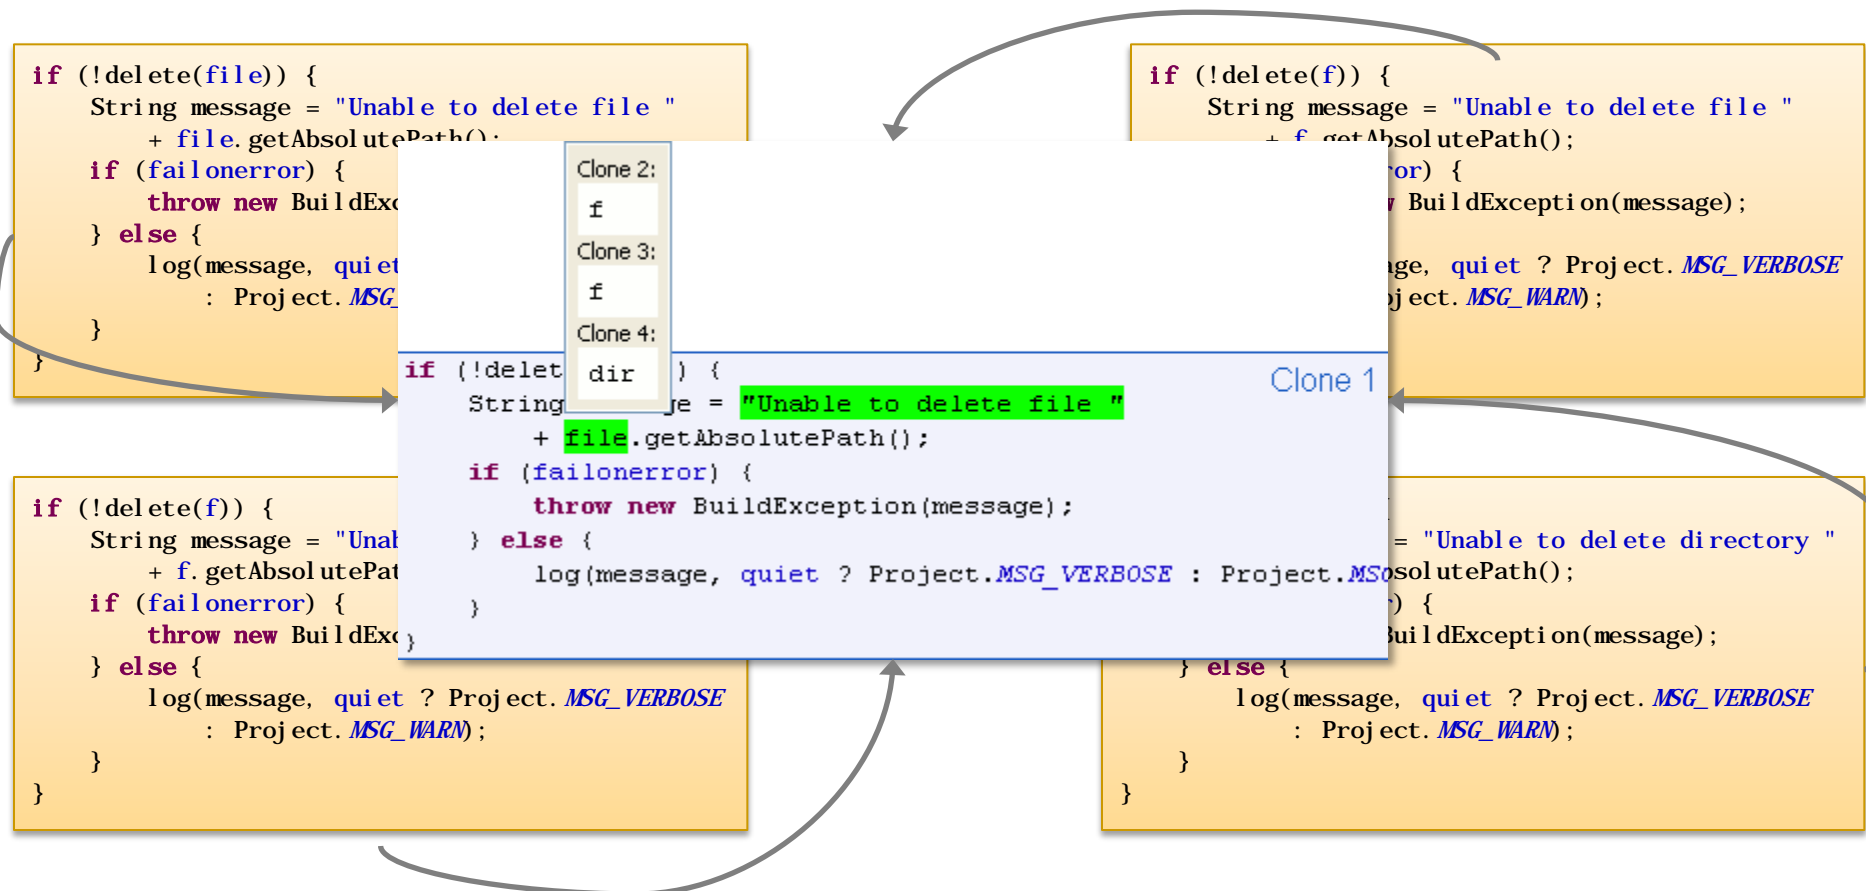 if (!delete(file)) {
String message = "Unable to delete file "
+ file.getAbsolutePath();
if (failonerror) {
throw new BuildExc
} else {
log(message, quiet
: Project.MSG_
}
}
if (!delete(f)) {
String message = "Unable to delete file "
+ f.getAbsolutePath();
or) {
BuildException(message);
ge, quiet ? Project.MSG_VERBOSE
ject.MSG_WARN);
Clone 2:
f
Clone 3:
f
Clone 4:
dir
Clone 1
if (!delet ) {
String ge = "Unable to delete file "
+ file.getAbsolutePath();
if (failonerror) {
throw new BuildException(message);
} else {
log(message, quiet ? Project.MSG_VERBOSE : Project.MS
}
}
if (!delete(f)) {
String message = "Unab
+ f.getAbsolutePat
if (failonerror) {
throw new BuildExc
} else {
log(message, quiet ? Project.MSG_VERBOSE
: Project.MSG_WARN);
}
}
{
= "Unable to delete directory "
solutePath();
) {
uildException(message);
} else {
log(message, quiet ? Project.MSG_VERBOSE
: Project.MSG_WARN);
}
}